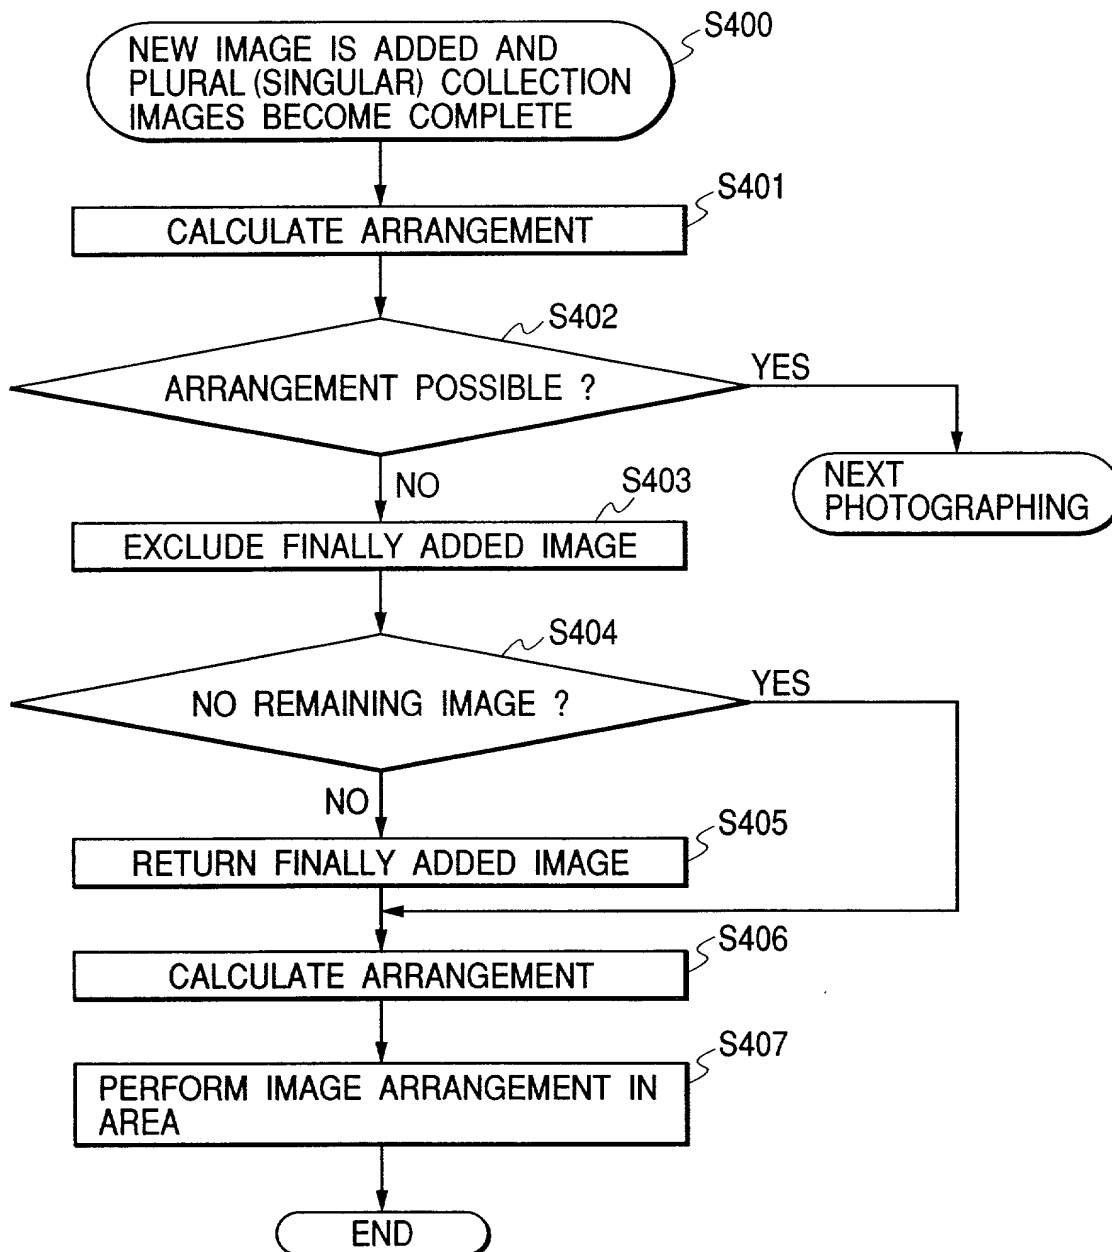 S400
NEW IMAGE IS ADDED AND
PLURAL (SINGULAR) COLLECTION
IMAGES BECOME COMPLETE
S401
CALCULATE ARRANGEMENT
S402
ARRANGEMENT POSSIBLE ?
YES
NEXT
PHOTOGRAPHING
NO
S403
EXCLUDE FINALLY ADDED IMAGE
S404
NO REMAINING IMAGE ?
YES
NO
S405
RETURN FINALLY ADDED IMAGE
S406
CALCULATE ARRANGEMENT
S407
PERFORM IMAGE ARRANGEMENT IN
AREA
END